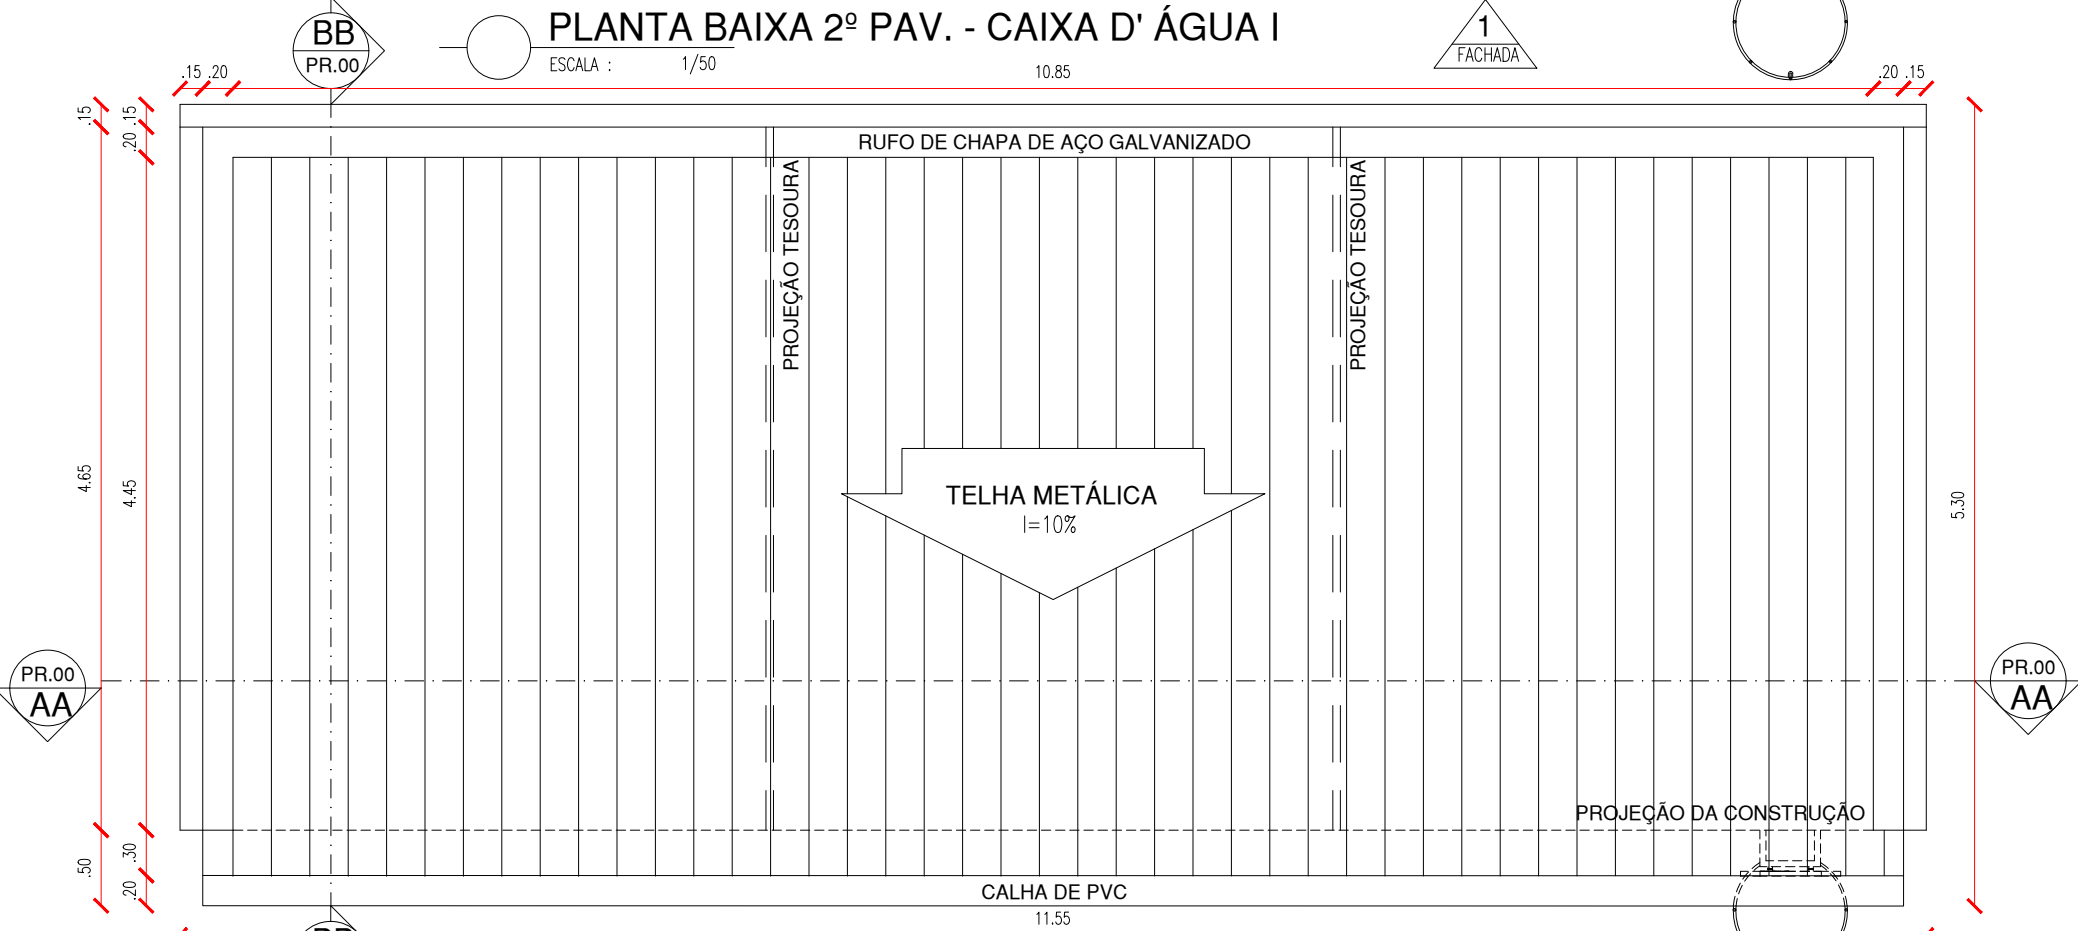 BB
PR.00
PLANTA BAIXA 2º PAV. - CAIXA D' ÁGUA I
ESCALA : 1/50
1
FACHADA
.15 .20
10.85
.20 .15
.15
.15
.20
RUFO DE CHAPA DE AÇO GALVANIZADO
PROJEÇÃO TESOURA
PROJEÇÃO TESOURA
4.65
4.45
TELHA METÁLICA
I=10%
5.30
PR.00
AA
PR.00
AA
PROJEÇÃO DA CONSTRUÇÃO
.50
.30
.20
CALHA DE PVC
11.55